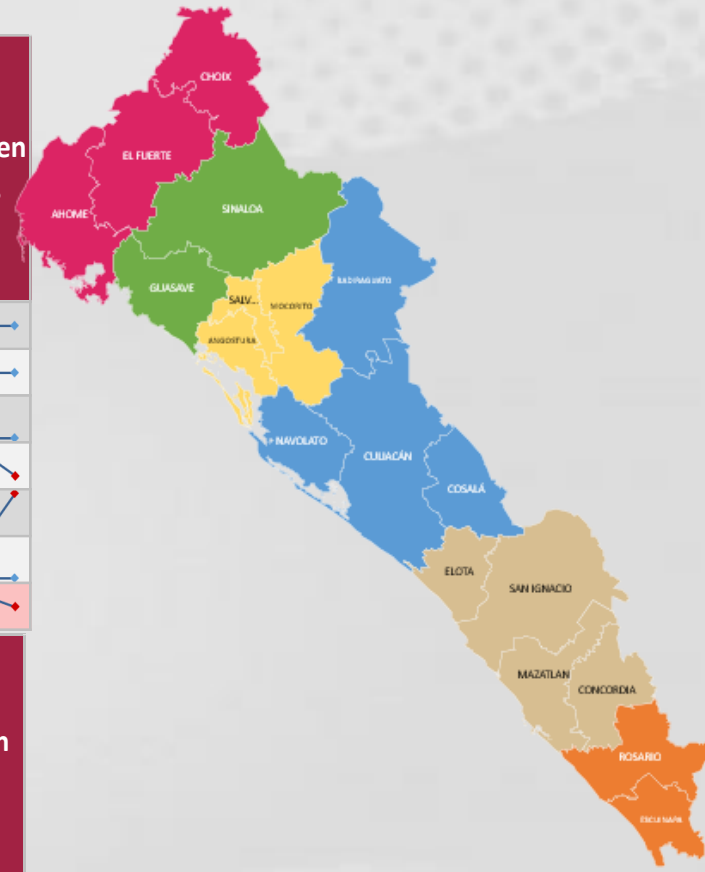 CHOIX
en
EL FUERTE
SINALOA
AHOME
BADIRAGUATO
GUASAVE
SALV...
MOCORITO
ANGOSTURA
NAVOLATO
CULIACÁN
COSALÁ
ELOTA
SAN IGNACIO
MAZATLAN
CONCORDIA
n
ROSARIO
ESCUINAPA